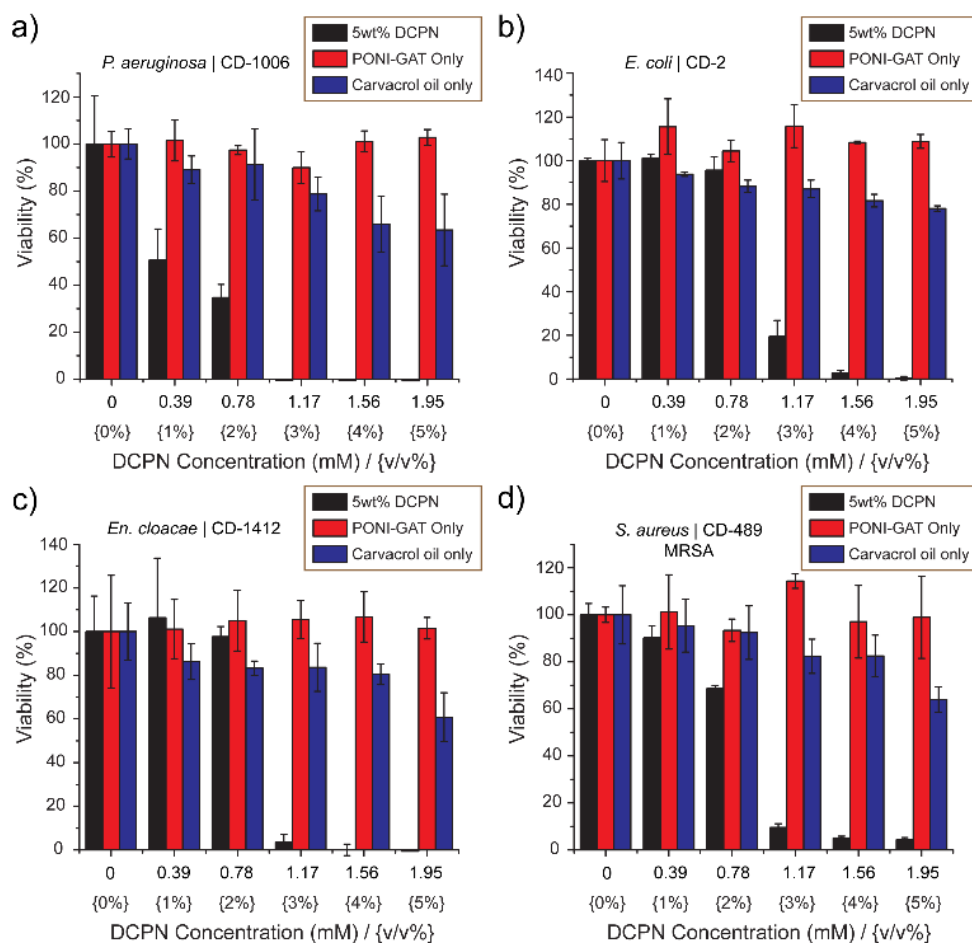 a)
5wt% DCPN
PONI-GAT Only
Carvacrol oil only
P. aeruginosa | CD-1006
Viability (%)
120
100
80
60
40
20
0
0 0.39 0.78 1.17 1.56 1.95
{0%} {1%} {2%} {3%} {4%} {5%}
DCPN Concentration (mM) / {v/v%}
b)
5wt% DCPN
PONI-GAT Only
Carvacrol oil only
E. coli | CD-2
Viability (%)
140
120
100
80
60
40
20
0
0 0.39 0.78 1.17 1.56 1.95
{0%} {1%} {2%} {3%} {4%} {5%}
DCPN Concentration (mM) / {v/v%}
c)
5wt% DCPN
PONI-GAT Only
Carvacrol oil only
En. cloacae | CD-1412
Viability (%)
140
120
100
80
60
40
20
0
0 0.39 0.78 1.17 1.56 1.95
{0%} {1%} {2%} {3%} {4%} {5%}
DCPN Concentration (mM) / {v/v%}
d)
5wt% DCPN
PONI-GAT Only
Carvacrol oil only
S. aureus | CD-489
MRSA
Viability (%)
120
100
80
60
40
20
0
0 0.39 0.78 1.17 1.56 1.95
{0%} {1%} {2%} {3%} {4%} {5%}
DCPN Concentration (mM) / {v/v%}